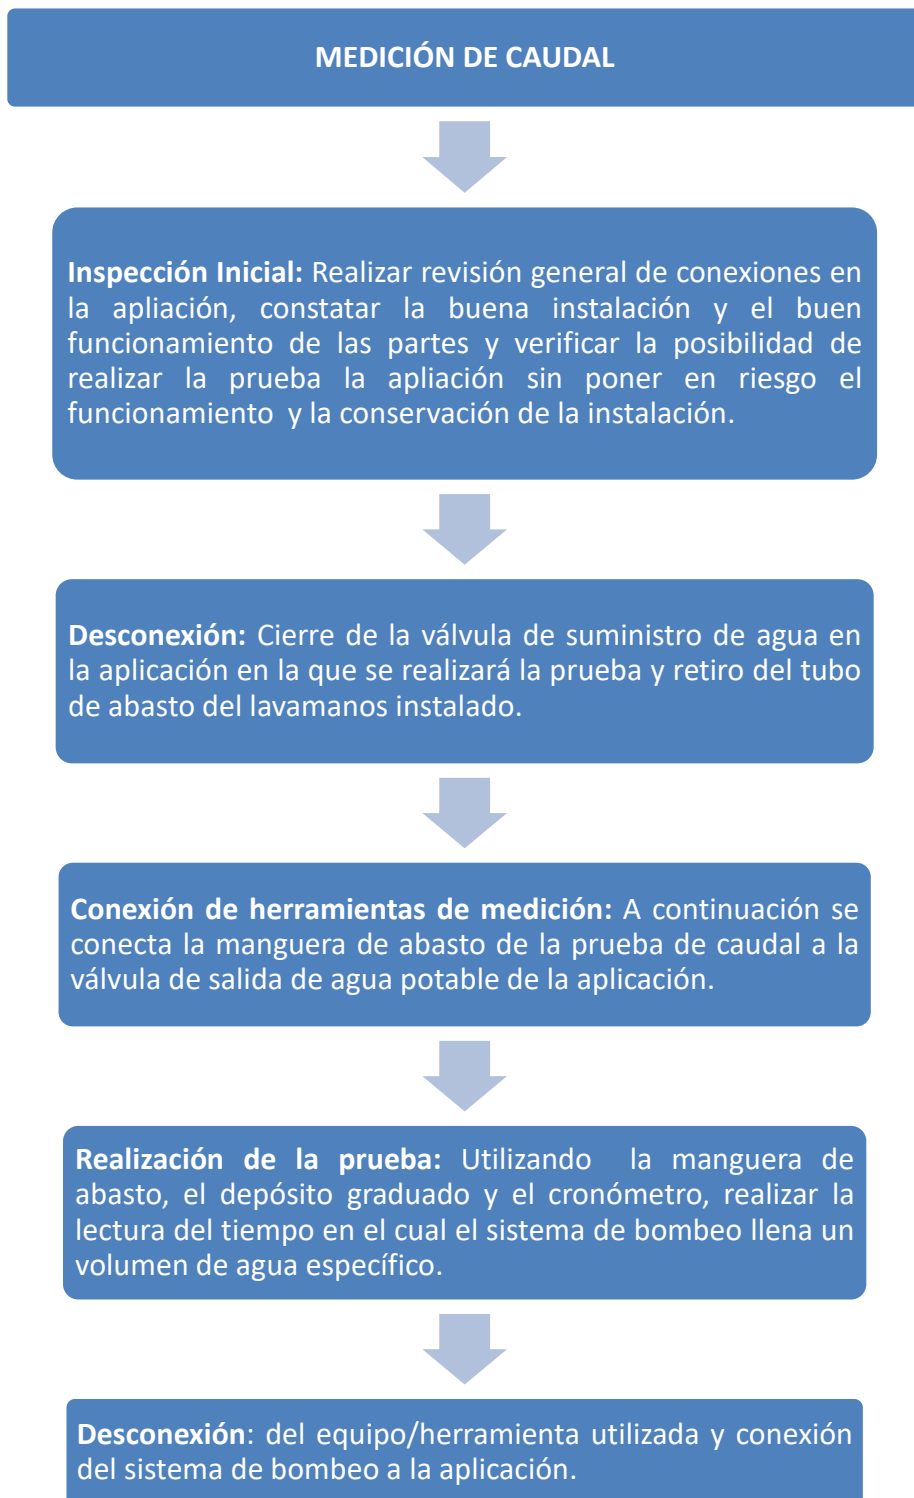 MEDICIÓN DE CAUDAL
Inspección Inicial: Realizar revisión general de conexiones en
la apliación, constatar la buena instalación y el buen
funcionamiento de las partes y verificar la posibilidad de
realizar la prueba la apliación sin poner en riesgo el
funcionamiento y la conservación de la instalación.
Desconexión: Cierre de la válvula de suministro de agua en
la aplicación en la que se realizará la prueba y retiro del tubo
de abasto del lavamanos instalado.
Conexión de herramientas de medición: A continuación se
conecta la manguera de abasto de la prueba de caudal a la
válvula de salida de agua potable de la aplicación.
Realización de la prueba: Utilizando la manguera de
abasto, el depósito graduado y el cronómetro, realizar la
lectura del tiempo en el cual el sistema de bombeo llena un
volumen de agua específico.
Desconexión: del equipo/herramienta utilizada y conexión
del sistema de bombeo a la aplicación.